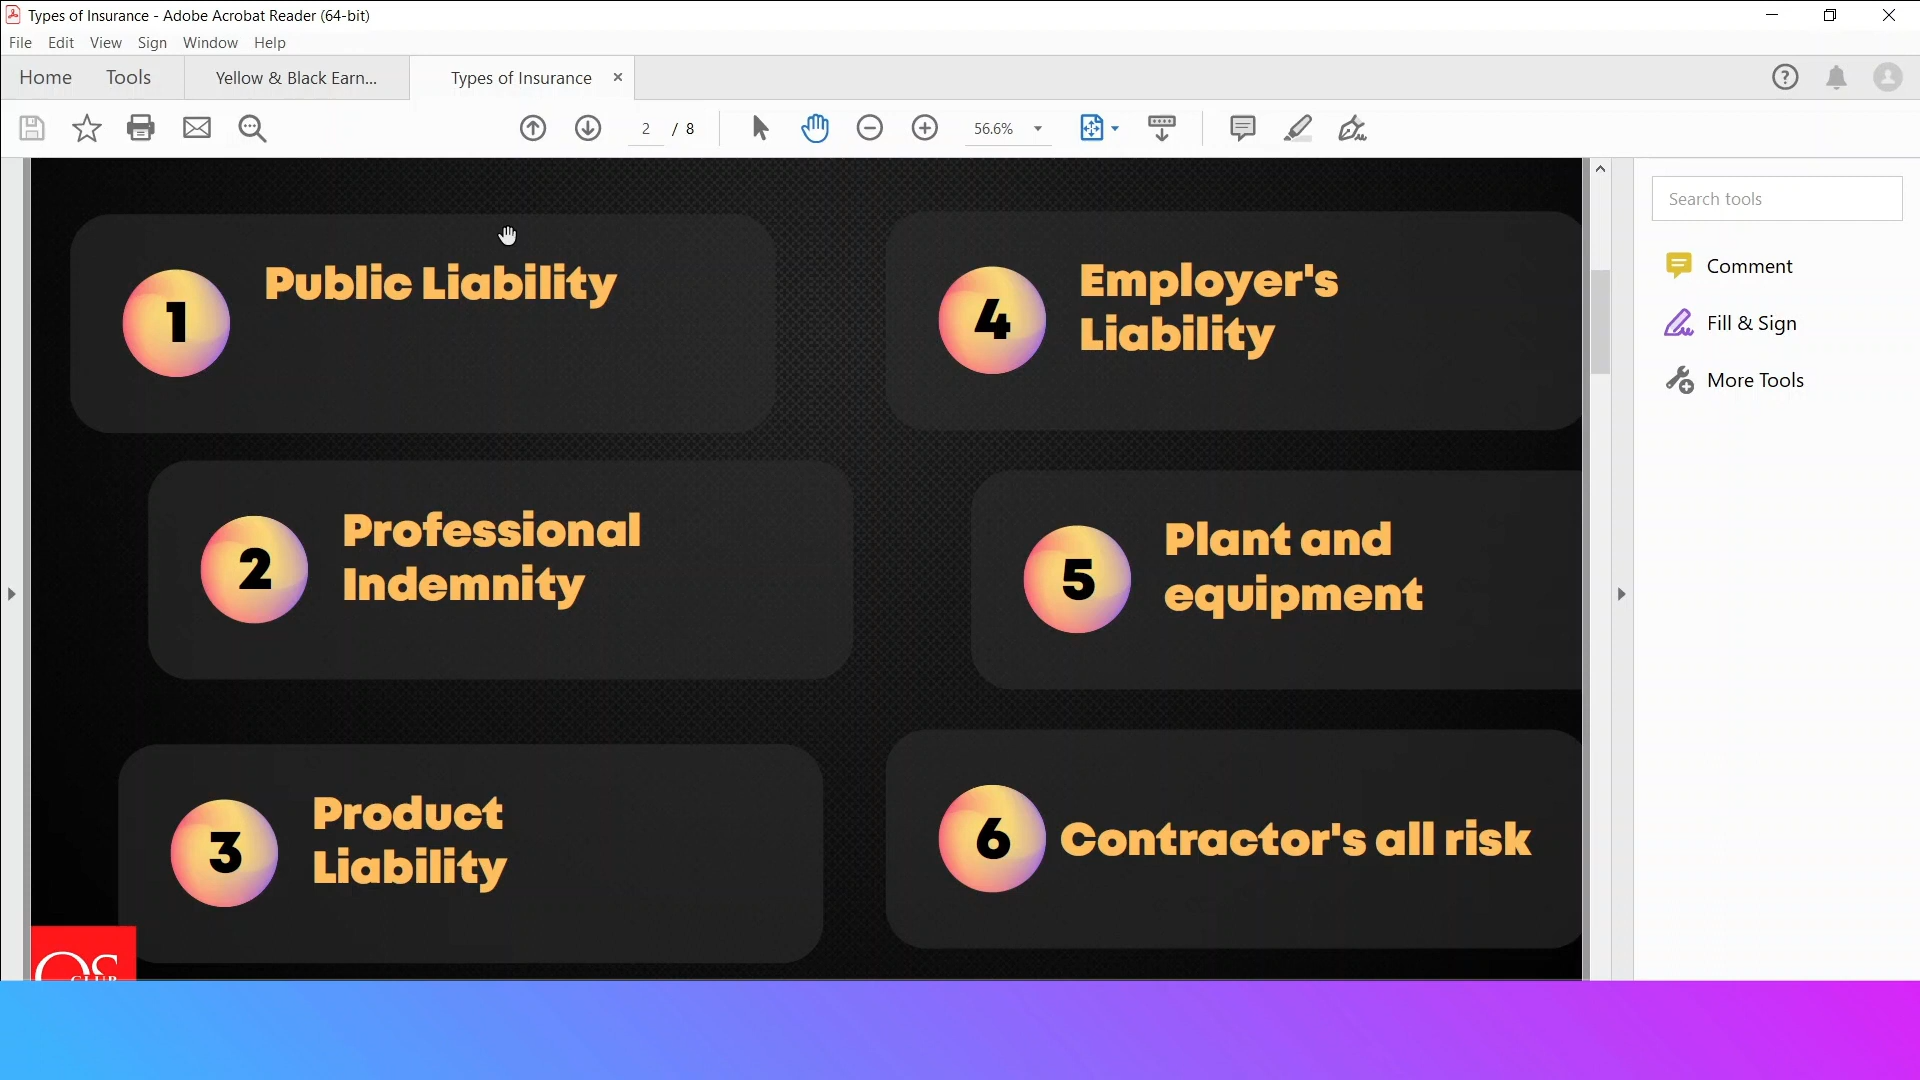 Types of Insurance - Adobe Acrobat Reader (64-bit)
File Edit View Sign Window Help
Home Tools Yellow & Black Earn... Types of Insurance
2 / 8 56.6%
Search tools
Comment
Fill & Sign
More Tools
1 Public Liability
2 Professional
Indemnity
3 Product
Liability
4 Employer's
Liability
5 Plant and
equipment
6 Contractor's all risk
QS
CLUB